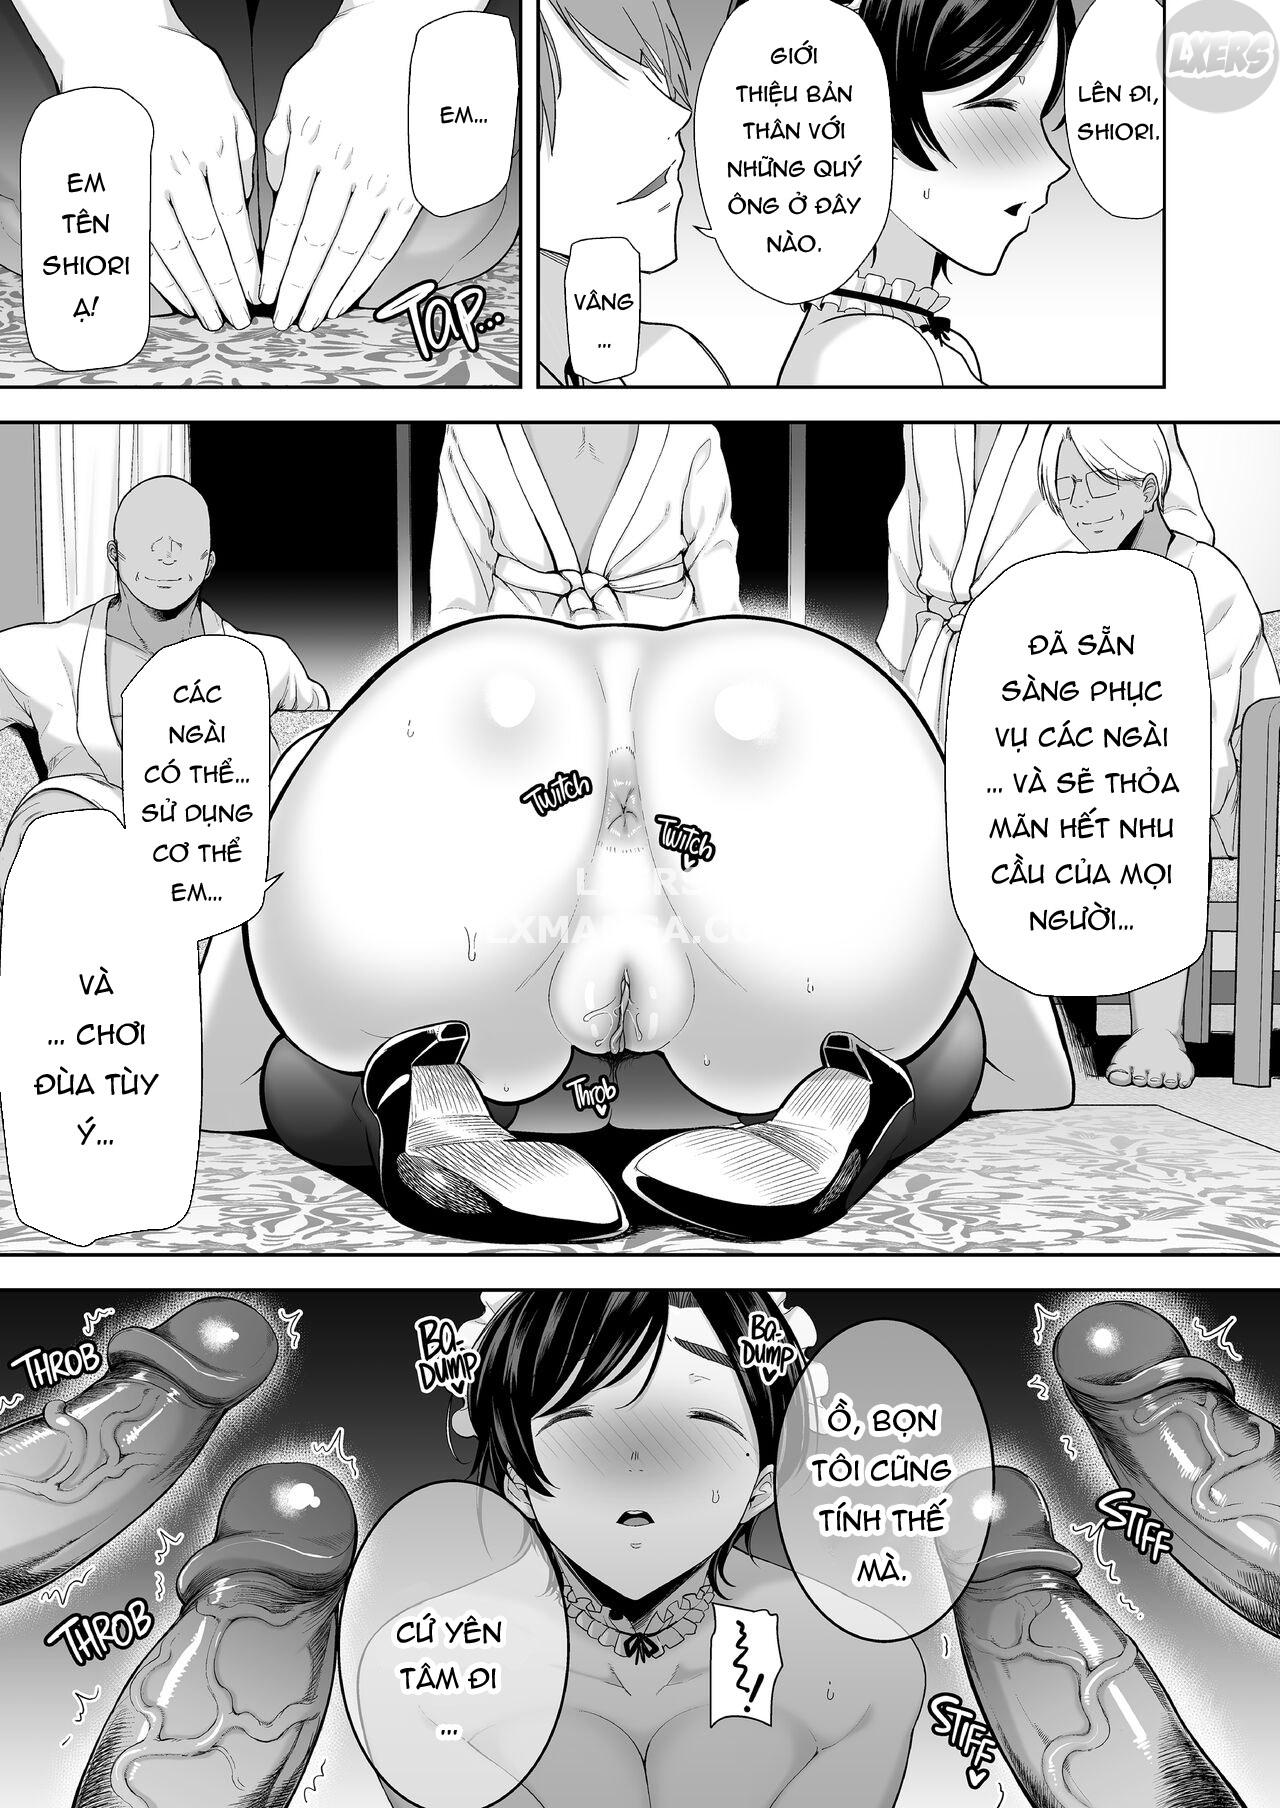 LXERS
LÊN ĐI,
SHIORI.
GIỚI
THIỆU BẢN
THÂN VỚI
NHỮNG QUÝ
ÔNG Ở ĐÂY
NÀO.
VÂNG
...
EM...
EM
TÊN
SHIORI
Ạ!
TAP...
ĐÃ SẴN
SÀNG PHỤC
VỤ CÁC NGÀI
... VÀ SẼ THỎA
MÃN HẾT NHU
CẦU CỦA MỌI
NGƯỜI...
TWITCH
TWITCH
THROB
CÁC
NGÀI
CÓ THỂ...
SỬ DỤNG
CƠ THỂ
EM...
VÀ
... CHƠI
ĐÙA TÙY
Ý...
Ồ, BỌN
TÔI CŨNG
TÍNH THẾ
MÀ.
BA-
DUMP
BA-
DUMP
THROB
THROB
STIFF
STIFF
CỨ YÊN
TÂM ĐI
...